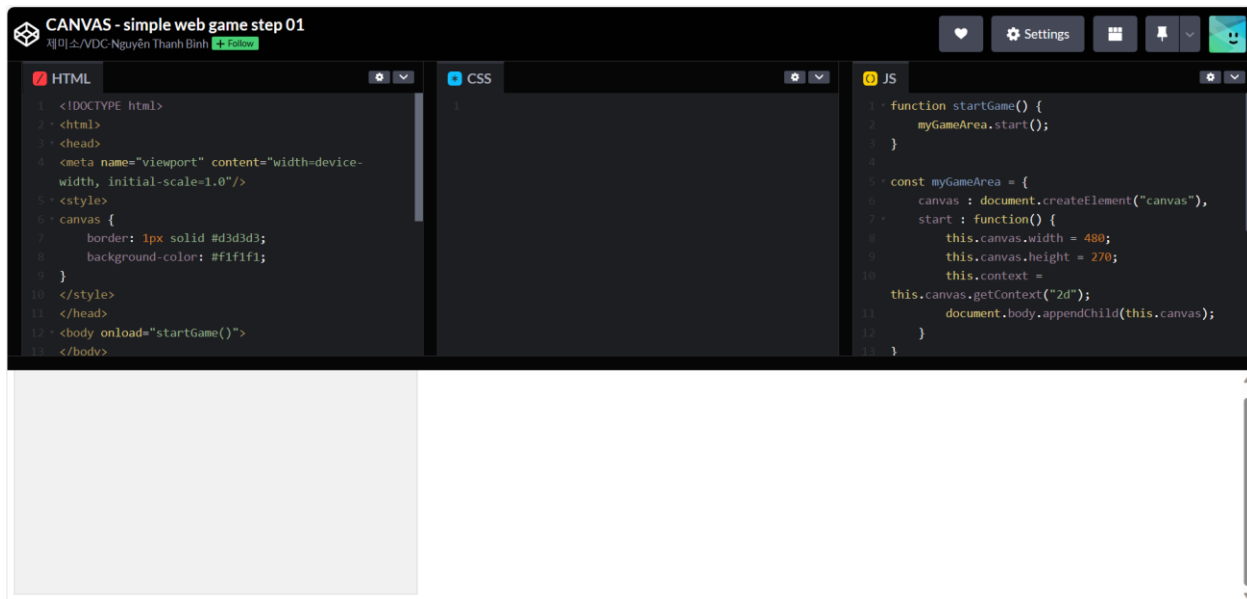 CANVAS - simple web game step 01
제미소/VDC-Nguyễn Thanh Bình + Follow
Settings
HTML
1 <!DOCTYPE html>
2 <html>
3 <head>
4 <meta name="viewport" content="width=device-
width, initial-scale=1.0"/>
5 <style>
6 canvas {
7 border: 1px solid #d3d3d3;
8 background-color: #f1f1f1;
9 }
10 </style>
11 </head>
12 <body onload="startGame()">
13 </body>
CSS
1
JS
1 function startGame() {
2 myGameArea.start();
3 }
4
5 const myGameArea = {
6 canvas : document.createElement("canvas"),
7 start : function() {
8 this.canvas.width = 480;
9 this.canvas.height = 270;
10 this.context =
this.canvas.getContext("2d");
11 document.body.appendChild(this.canvas);
12 }
13 }